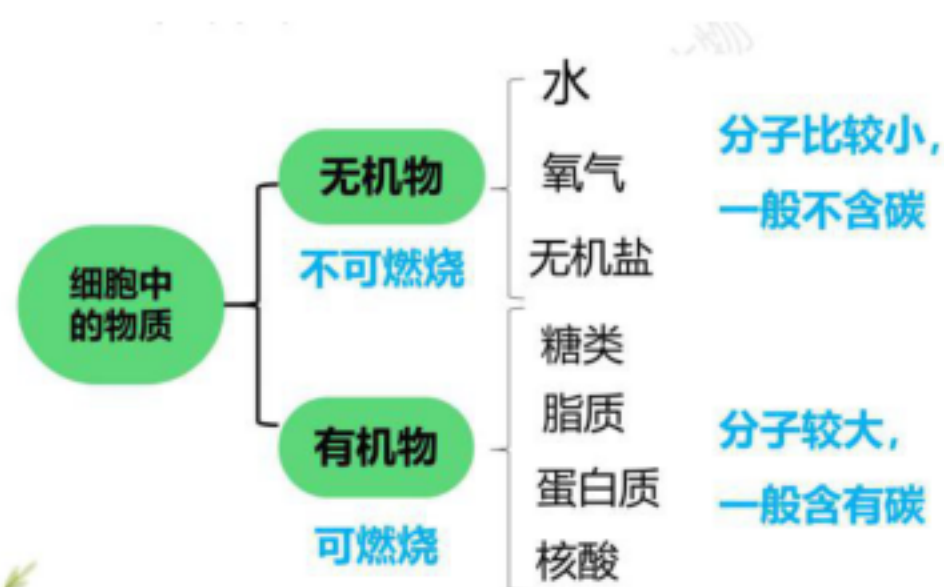 细胞中
的物质
无机物
不可燃烧
水
氧气
无机盐
分子比较小,
一般不含碳
有机物
可燃烧
糖类
脂质
蛋白质
核酸
分子较大,
一般含有碳